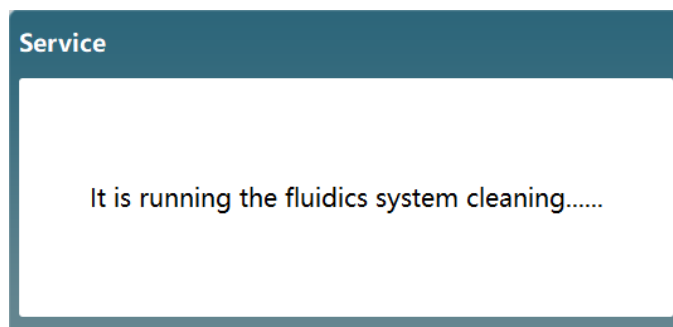 Service
It is running the fluidics system cleaning......